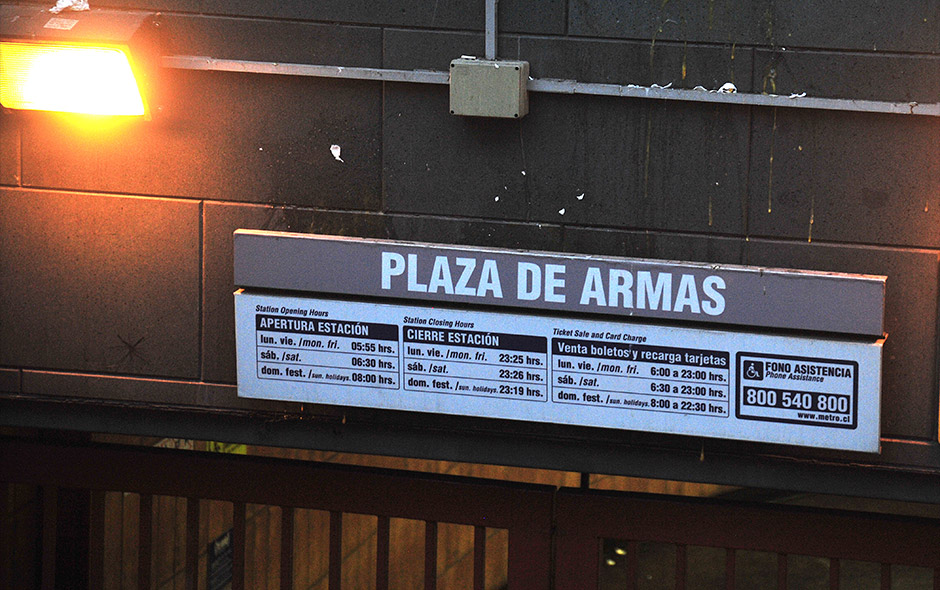 PLAZA DE ARMAS
Station Opening Hours
APERTURA ESTACIÓN
lun. vie. /mon. fri. 05:55 hrs.
sáb. /sat. 06:30 hrs.
dom. fest. /sun. holidays. 08:00 hrs.
Station Closing Hours
CIERRE ESTACIÓN
lun. vie. /mon. fri. 23:25 hrs.
sáb. /sat. 23:26 hrs.
dom. fest. /sun. holidays. 23:19 hrs.
Ticket Sale and Card Charge
Venta boletos y recarga tarjetas
lun. vie. /mon. fri. 6:00 a 23:00 hrs.
sáb. /sat. 6:30 a 23:00 hrs.
dom. fest. /sun. holidays. 8:00 a 22:30 hrs.
FONO ASISTENCIA
Phone Assistance
800 540 800
www.metro.cl